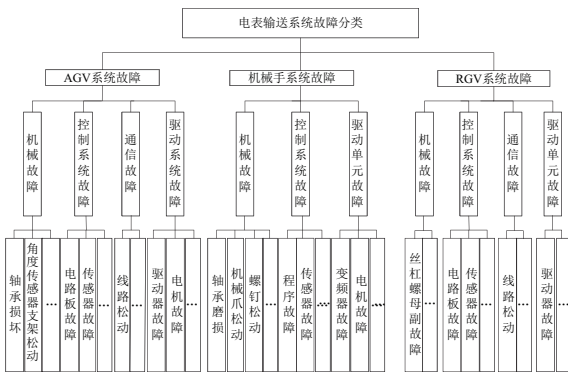 电表输送系统故障分类
AGV系统故障
机械手系统故障
RGV系统故障
机械故障
控制系统故障
通信故障
驱动系统故障
机械故障
控制系统故障
驱动单元故障
机械故障
控制系统故障
通信故障
驱动单元故障
轴承损坏
角度传感器支架松动
...
电路板故障
传感器故障
...
线路松动
...
驱动器故障
电机故障
...
轴承磨损
机械爪松动
螺钉松动
...
程序故障
传感器故障
...
变频器故障
电机故障
...
丝杠螺母副故障
...
电路板故障
传感器故障
...
线路松动
...
驱动器故障
...